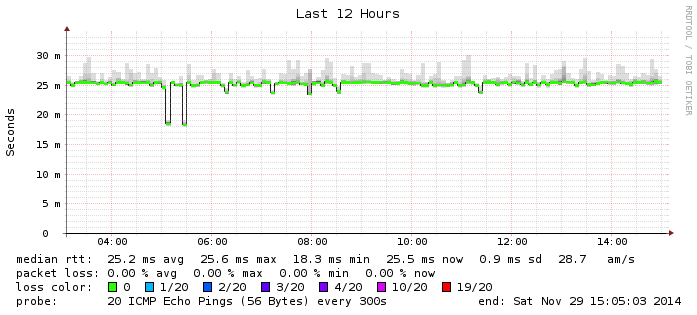 Last 12 Hours
RRDTOOL / TOBI OETIKER
Seconds
30 m
25 m
20 m
15 m
10 m
5 m
0
04:00 06:00 08:00 10:00 12:00 14:00
median rtt: 25.2 ms avg 25.6 ms max 18.3 ms min 25.5 ms now 0.9 ms sd 28.7 am/s
packet loss: 0.00 % avg 0.00 % max 0.00 % min 0.00 % now
loss color: 0 1/20 2/20 3/20 4/20 10/20 19/20
probe: 20 ICMP Echo Pings (56 Bytes) every 300s end: Sat Nov 29 15:05:03 2014